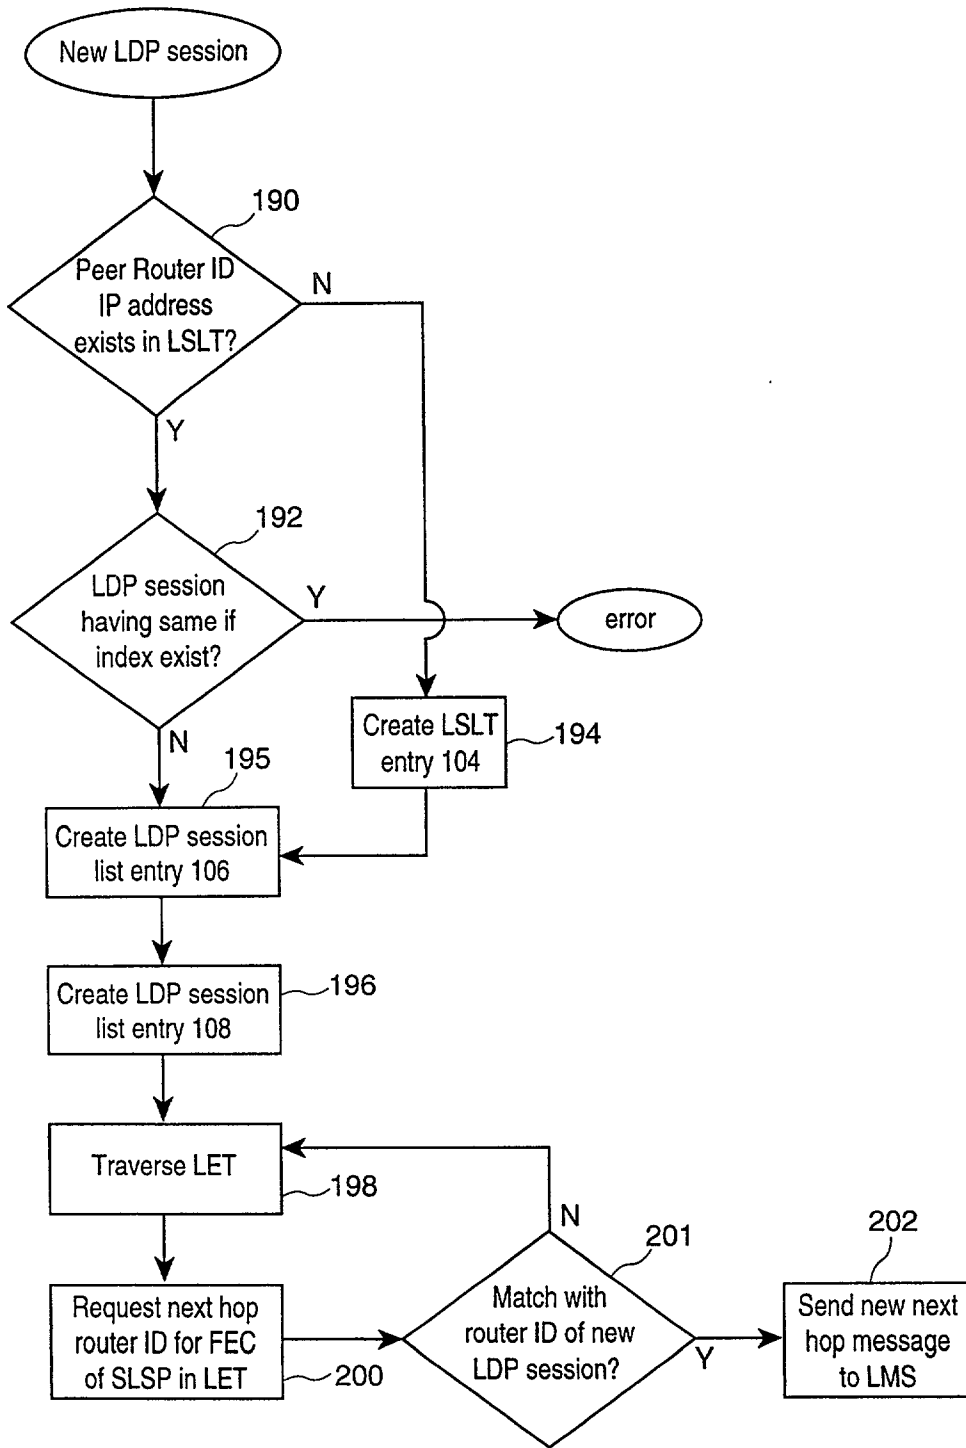 New LDP session
190
Peer Router ID
IP address
exists in LSLT?
N
Y
192
LDP session
having same if
index exist?
Y
error
N
Create LSLT
entry 104
194
195
Create LDP session
list entry 106
Create LDP session
list entry 108
196
Traverse LET
198
N
201
202
Request next hop
router ID for FEC
of SLSP in LET
200
Match with
router ID of new
LDP session?
Y
Send new next
hop message
to LMS